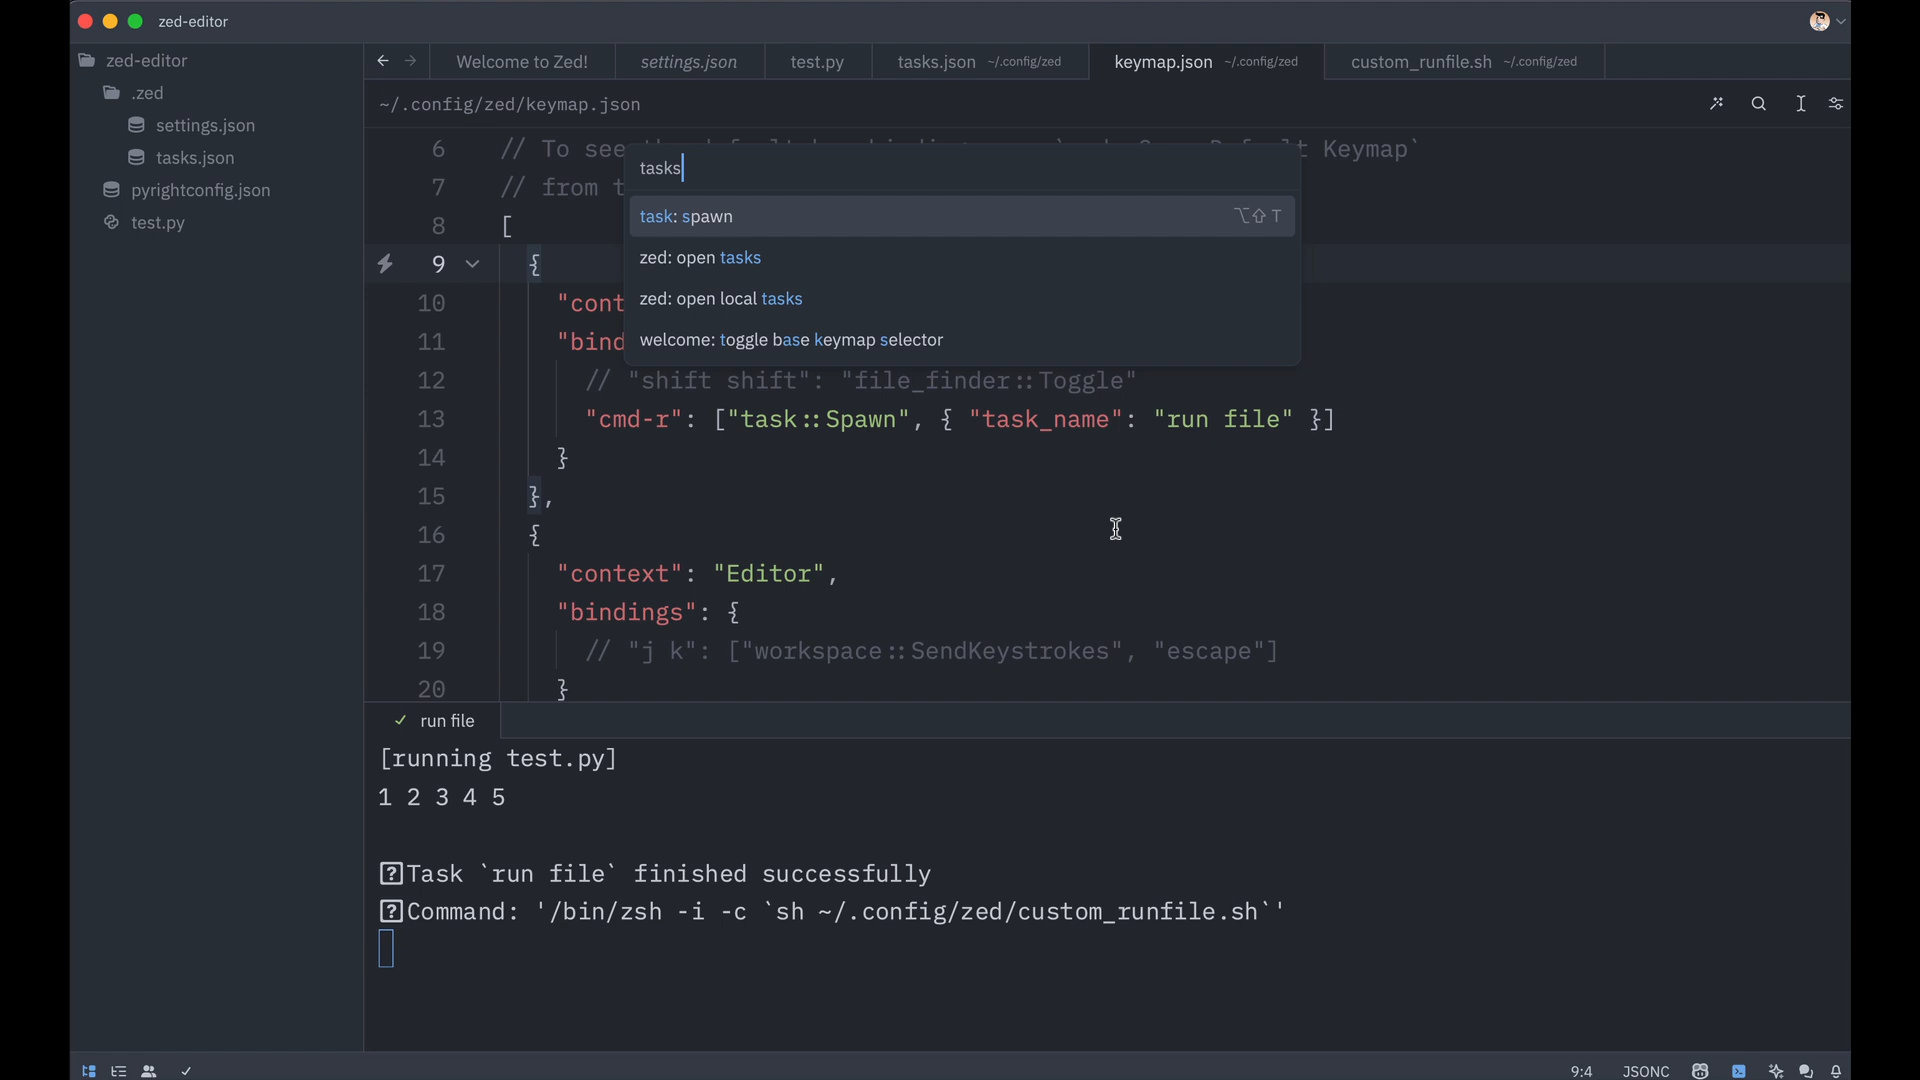 zed-editor
zed-editor
.zed
settings.json
tasks.json
pyrightconfig.json
test.py
Welcome to Zed!
settings.json
test.py
tasks.json ~/.config/zed
keymap.json ~/.config/zed
custom_runfile.sh ~/.config/zed
~/.config/zed/keymap.json
tasks
task: spawn ⌥⇧ T
zed: open tasks
zed: open local tasks
welcome: toggle base keymap selector
6 // To see Keymap`
7 // from t
8 [
9 {
10 "cont
11 "bind
12 // "shift shift": "file_finder::Toggle"
13 "cmd-r": ["task::Spawn", { "task_name": "run file" }]
14 }
15 },
16 {
17 "context": "Editor",
18 "bindings": {
19 // "j k": ["workspace::SendKeystrokes", "escape"]
20 }
run file
[running test.py]
1 2 3 4 5
Task `run file` finished successfully
Command: '/bin/zsh -i -c `sh ~/.config/zed/custom_runfile.sh`'
9:4 JSONC